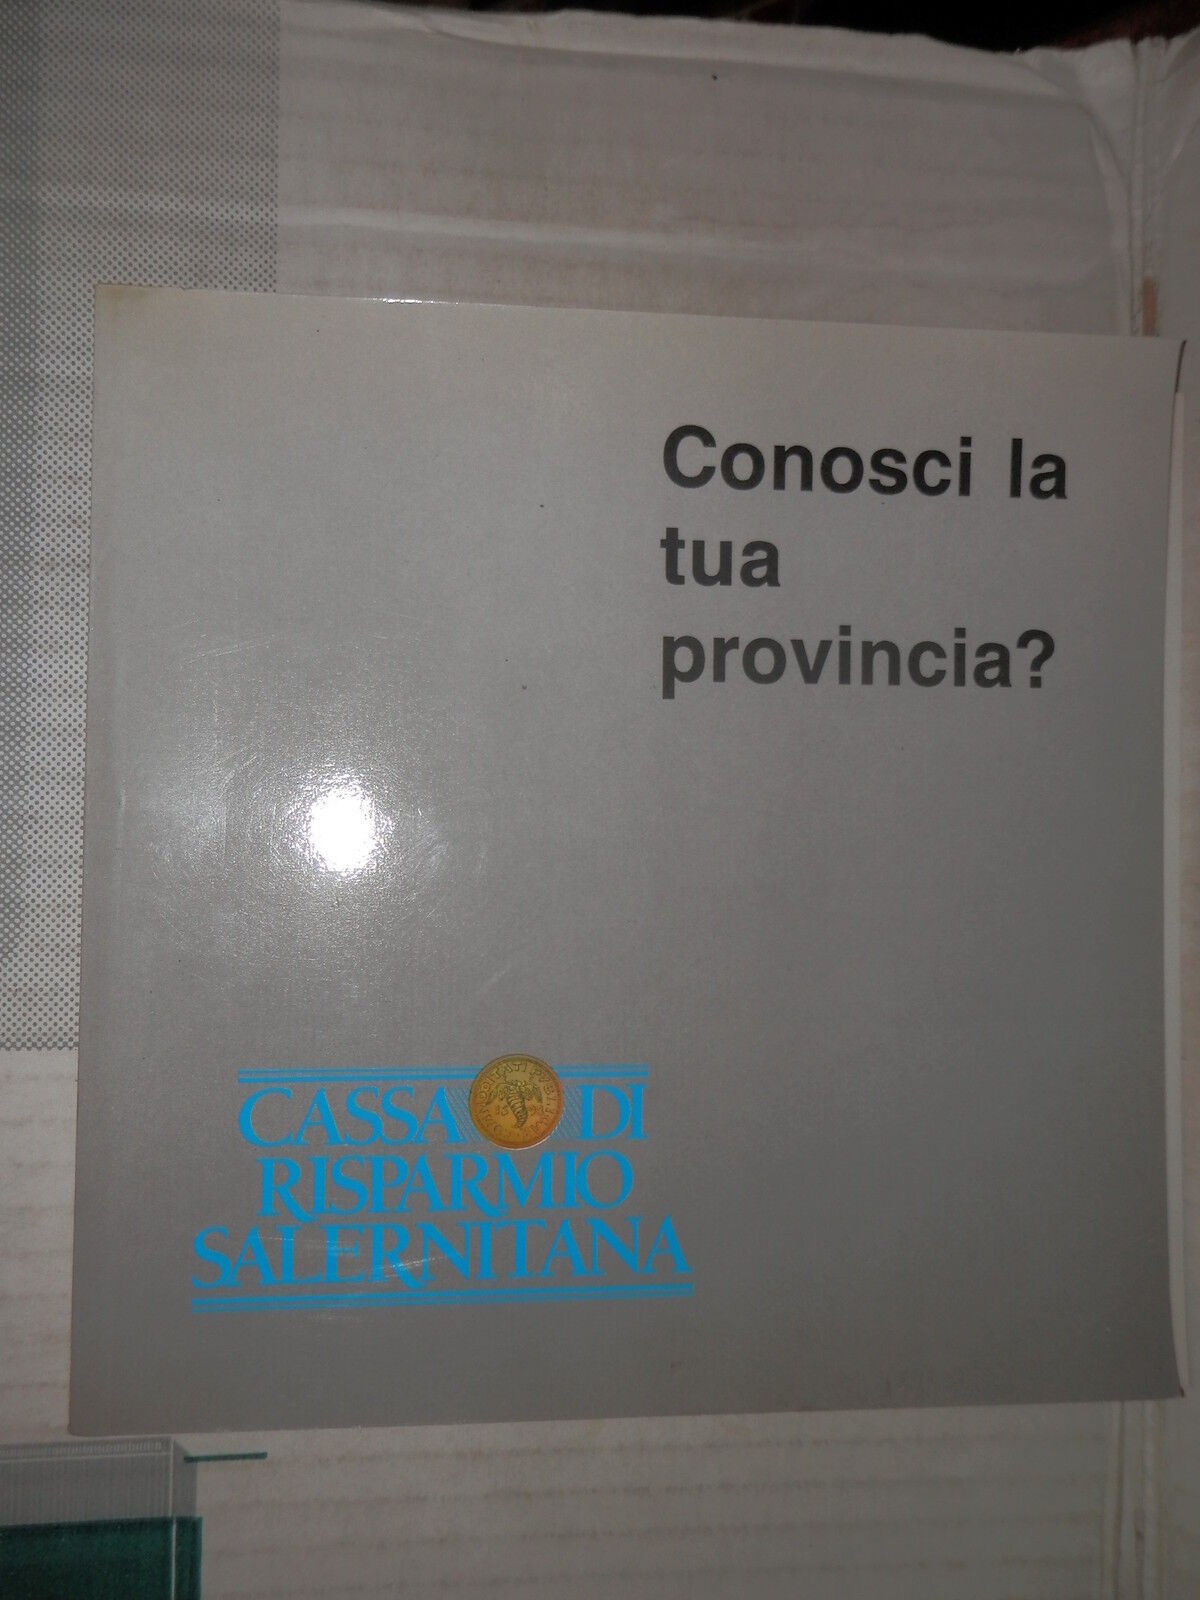 Conosci la
tua
provincia?
CASSA DI
RISPARMIO
SALERNITANA